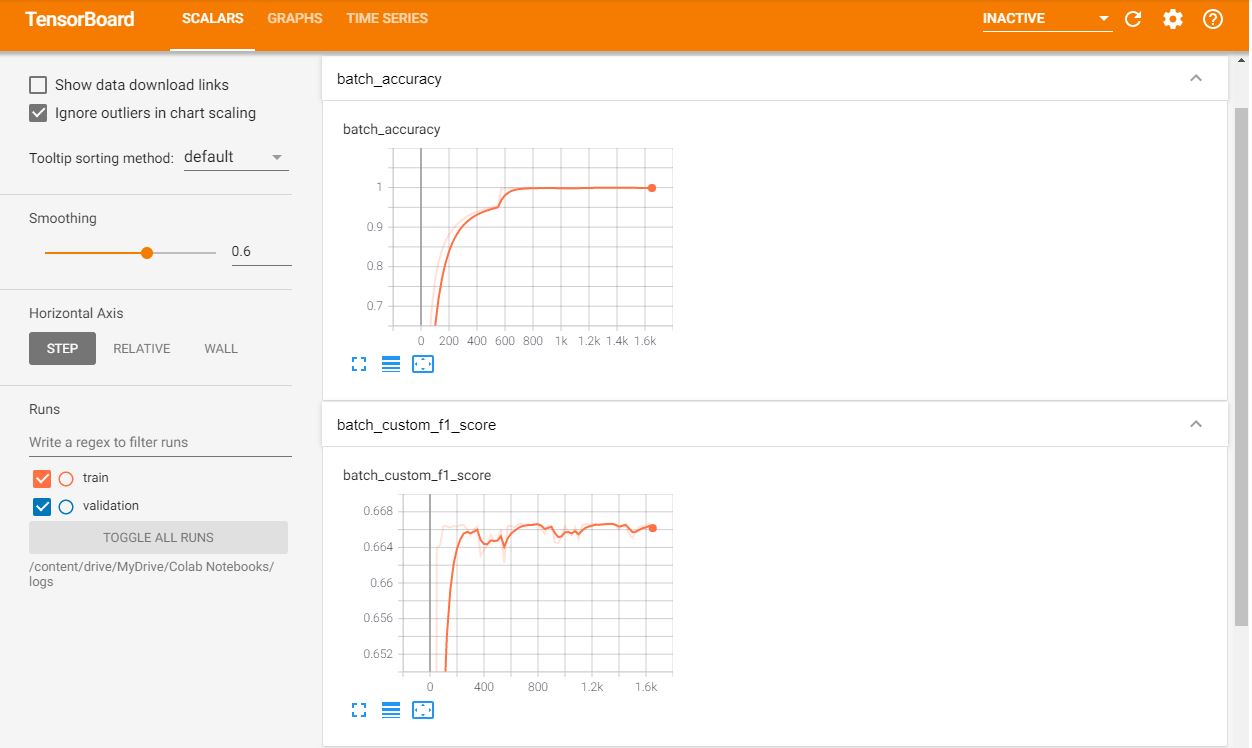 TensorBoard
SCALARS GRAPHS TIME SERIES
INACTIVE
Show data download links
Ignore outliers in chart scaling
Tooltip sorting method: default
Smoothing
0.6
Horizontal Axis
STEP RELATIVE WALL
Runs
Write a regex to filter runs
train
validation
TOGGLE ALL RUNS
/content/drive/MyDrive/Colab Notebooks/
logs
batch_accuracy
batch_accuracy
1
0.9
0.8
0.7
0 200 400 600 800 1k 1.2k 1.4k 1.6k
batch_custom_f1_score
batch_custom_f1_score
0.668
0.664
0.66
0.656
0.652
0 400 800 1.2k 1.6k